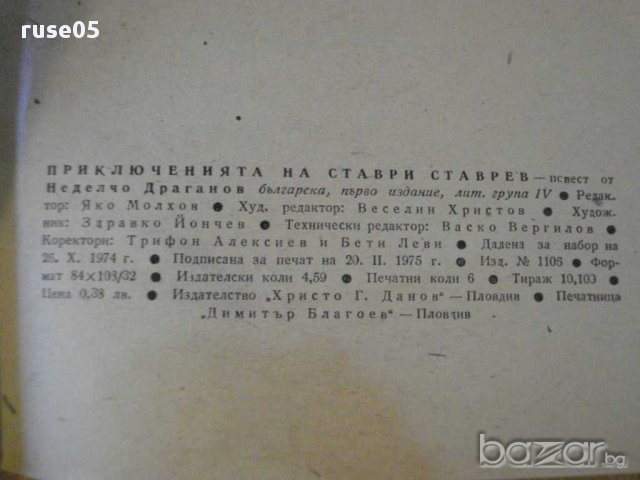 ruse05
ПРИКЛЮЧЕНИЯТА НА СТАВРИ СТАВРЕВ — повест от
Неделчо Драганов българска, първо издание, лит. група IV ● Редак-
тор: Яко Молхов ● Худ. редактор: Веселин Христов ● Худож-
ник: Здравко Йончев ● Технически редактор: Васко Вергилов ●
Коректори: Трифон Алексиев и Бети Леви ● Дадена за набор на
26. X. 1974 г. ● Подписана за печат на 20. II. 1975 г. ● Изд. № 1106 ● Фор-
мат 84×108/32 ● Издателски коли 4,59 ● Печатни коли 6 ● Тираж 10,100 ●
● Цена 0,38 лв. ● Издателство „Христо Г. Данов“ — Пловдив ● Печатница
„Димитър Благоев“ — Пловдив
bazar.bg